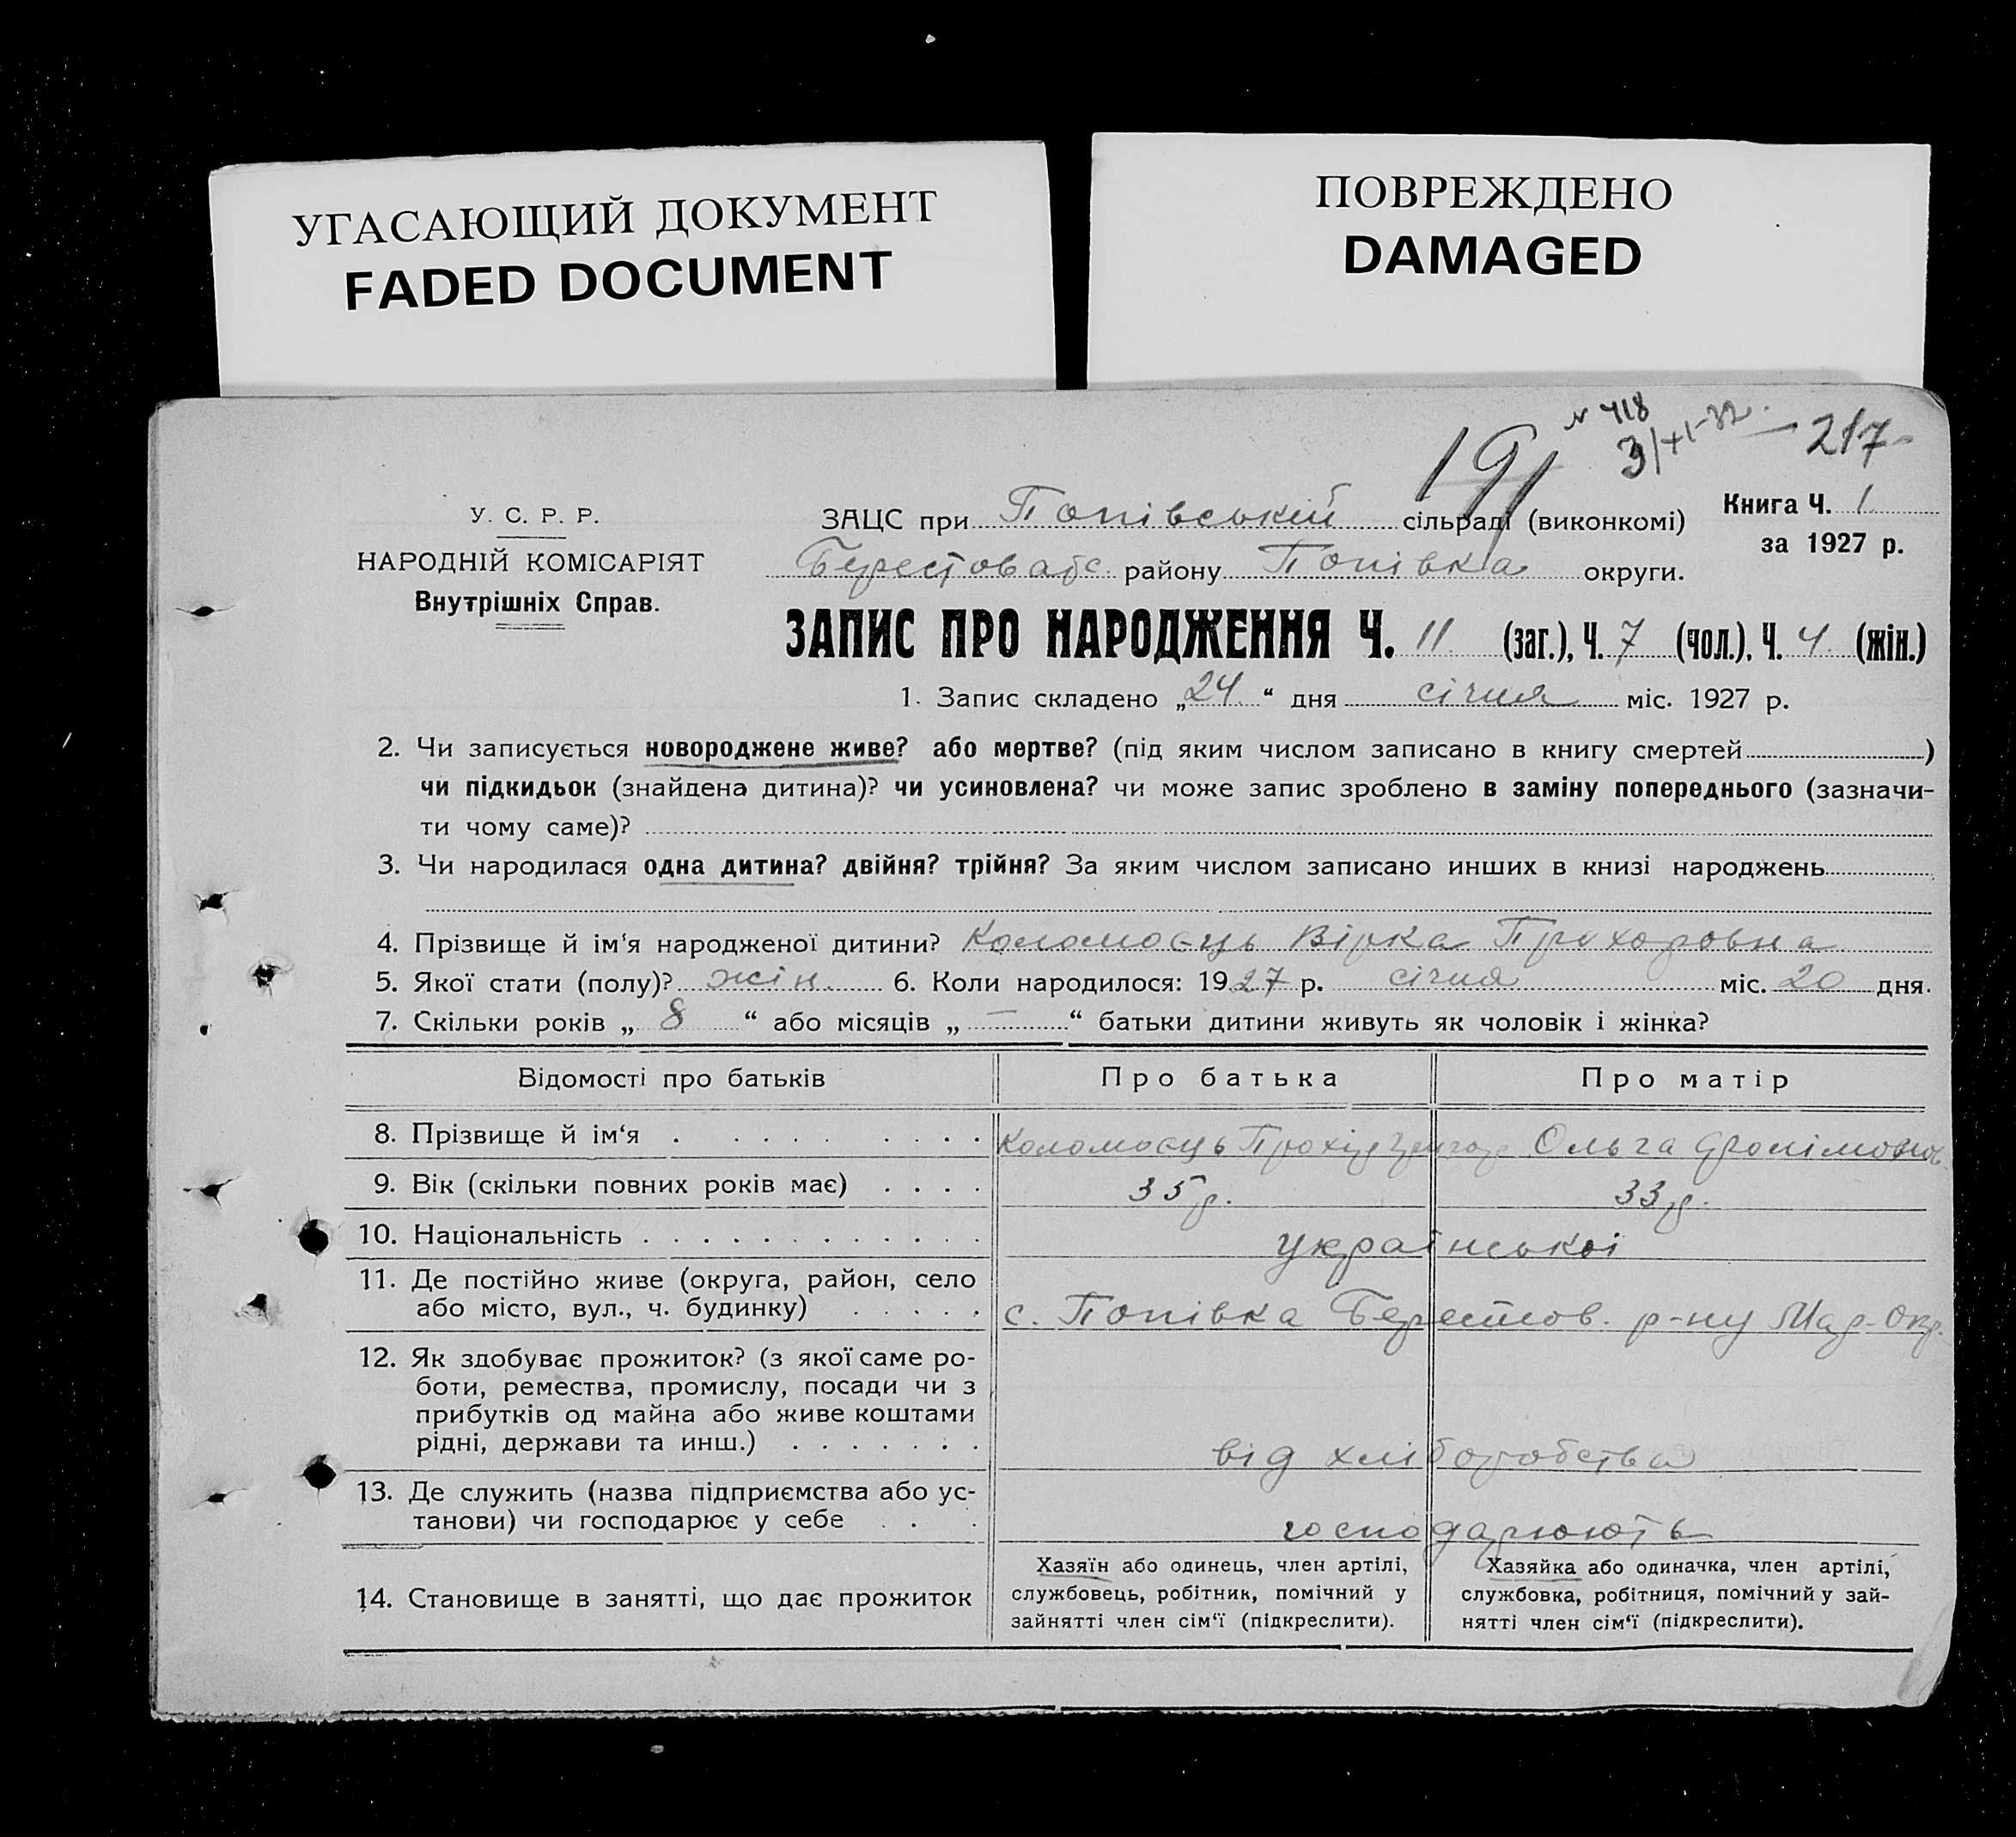 УГАСАЮЩИЙ ДОКУМЕНТ
FADED DOCUMENT
ПОВРЕЖДЕНО
DAMAGED
N 418
191
217
У. С. Р. Р.
НАРОДНІЙ КОМІСАРІЯТ
Внутрішніх Справ.
ЗАЦС при Попівській сільраді (виконкомі)
Книга Ч. 1
за 1927 р.
району Попівка округи.
ЗАПИС ПРО НАРОДЖЕННЯ Ч. 11 (заг.), Ч. 7 (чол.), Ч. 4 (жін.)
1. Запис складено „24“ дня січня міс. 1927 р.
2. Чи записується новороджене живе? або мертве? (під яким числом записано в книгу смертей )
чи підкидьок (знайдена дитина)? чи усиновлена? чи може запис зроблено в заміну попереднього (зазначи-
ти чому саме)?
3. Чи народилася одна дитина? двійня? трійня? За яким числом записано инших в книзі народжень
4. Прізвище й ім‘я народженої дитини? Коломоєць Вірка Прохоровна
5. Якої стати (полу)? жін. 6. Коли народилося: 1927 р. січня міс. 20 дня.
7. Скільки років „ 8 “ або місяців „ — “ батьки дитини живуть як чоловік і жінка?
Відомості про батьків
Про батька
Про матір
8. Прізвище й ім‘я
Коломоєць
Ольга
9. Вік (скільки повних років має)
35 р.
33 р.
10. Національність
української
11. Де постійно живе (округа, район, село
або місто, вул., ч. будинку)
с. Попівка Берестов. р-ну Мар-Окр.
12. Як здобуває прожиток? (з якої саме ро-
боти, ремества, промислу, посади чи з
прибутків од майна або живе коштами
рідні, держави та инш.)
від хліборобства
13. Де служить (назва підприємства або ус-
танови) чи господарює у себе
господарюють
14. Становище в занятті, що дає прожиток
Хазяїн або одинець, член артілі,
службовець, робітник, помічний у
зайнятті член сім‘ї (підкреслити).
Хазяйка або одиначка, член артілі,
службовка, робітниця, помічний у зай-
нятті член сім‘ї (підкреслити).